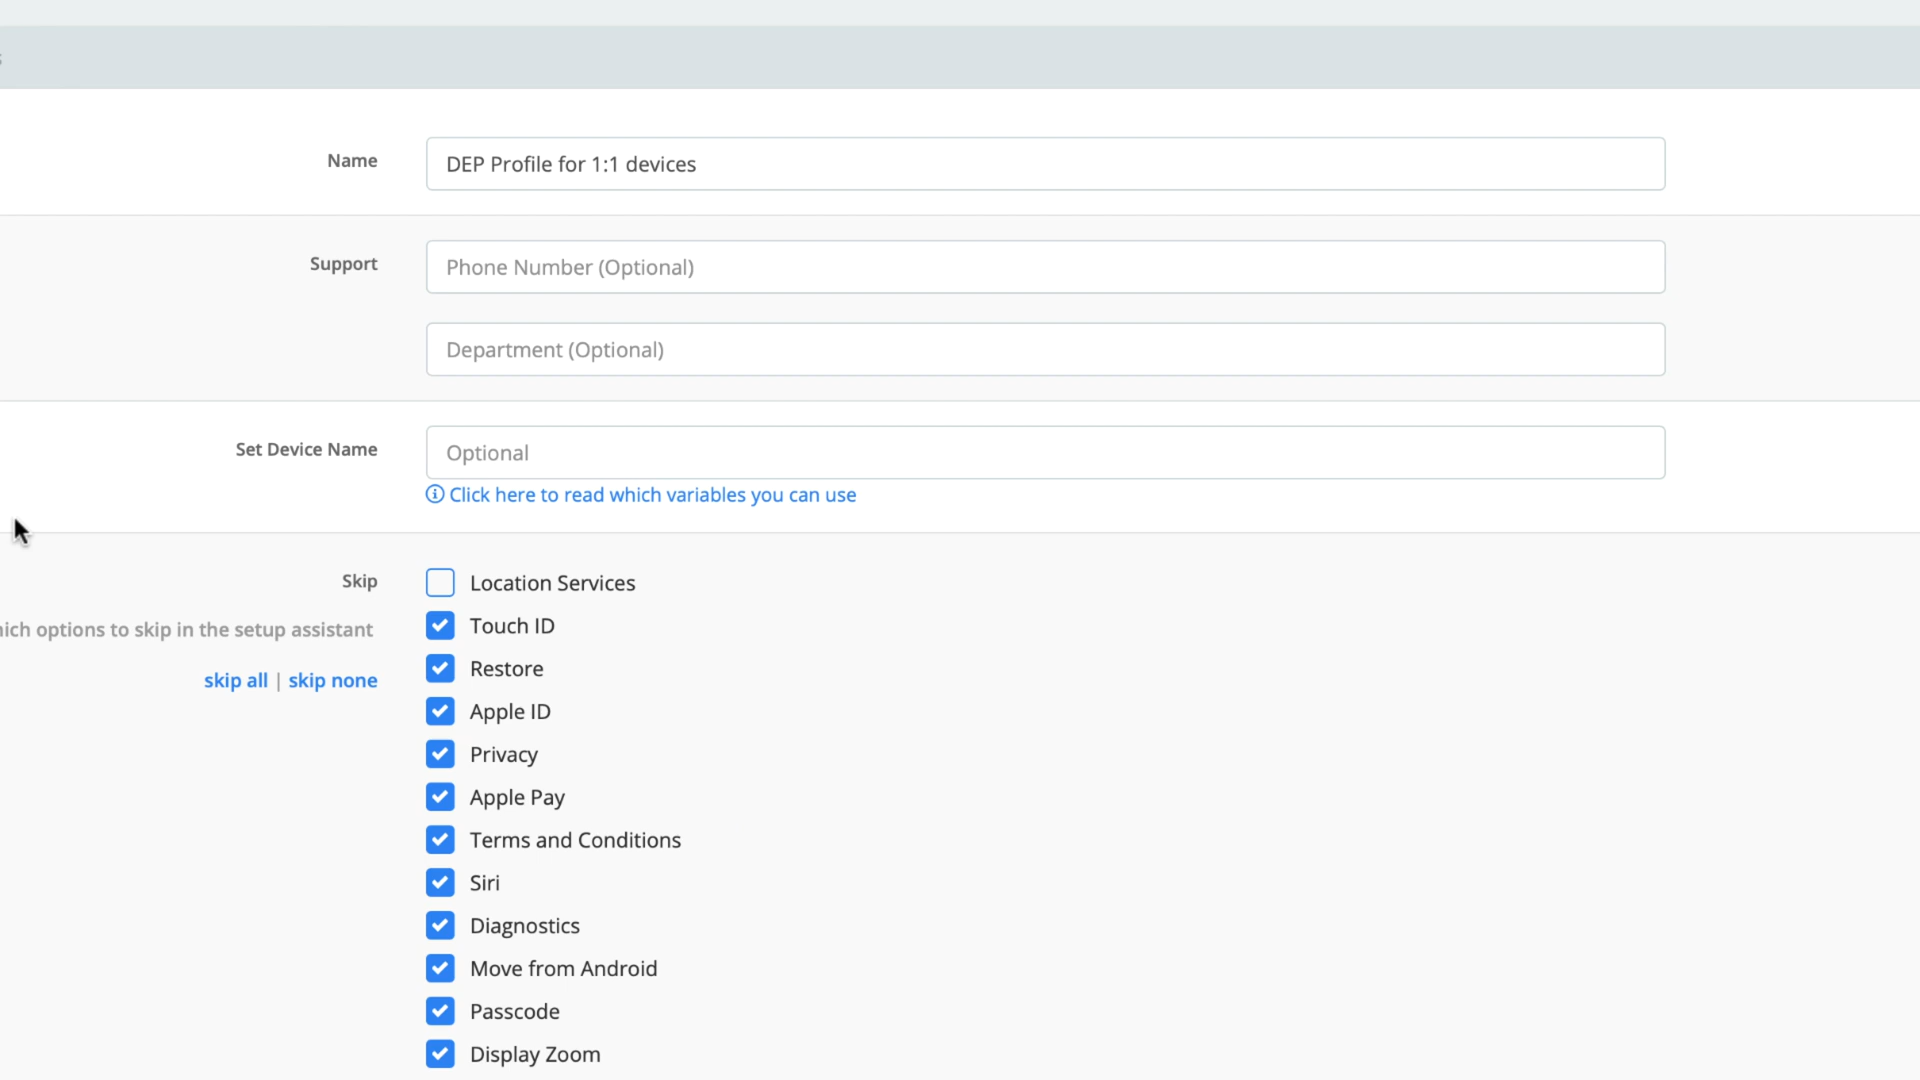 Name
DEP Profile for 1:1 devices
Support
Phone Number (Optional)
Department (Optional)
Set Device Name
Optional
Click here to read which variables you can use
Skip
options to skip in the setup assistant
skip all | skip none
Location Services
Touch ID
Restore
Apple ID
Privacy
Apple Pay
Terms and Conditions
Siri
Diagnostics
Move from Android
Passcode
Display Zoom